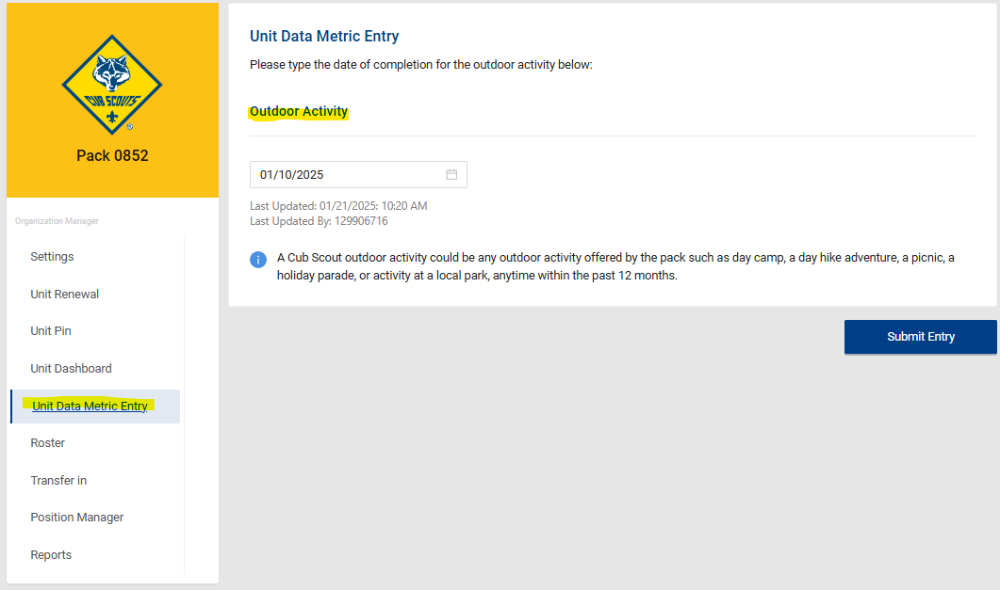 CUB SCOUTS
®
Pack 0852
Organization Manager
Settings
Unit Renewal
Unit Pin
Unit Dashboard
Unit Data Metric Entry
Roster
Transfer in
Position Manager
Reports
Unit Data Metric Entry
Please type the date of completion for the outdoor activity below:
Outdoor Activity
01/10/2025
Last Updated: 01/21/2025: 10:20 AM
Last Updated By: 129906716
i
A Cub Scout outdoor activity could be any outdoor activity offered by the pack such as day camp, a day hike adventure, a picnic, a
holiday parade, or activity at a local park, anytime within the past 12 months.
Submit Entry